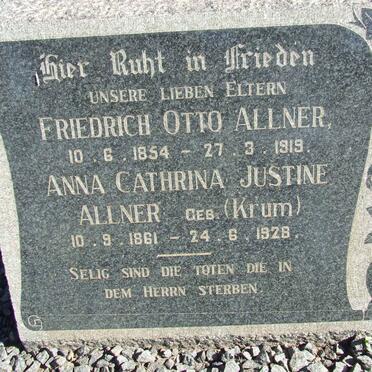 Hier Ruht in Frieden
UNSERE LIEBEN ELTERN
FRIEDRICH OTTO ALLNER,
10 - 6 - 1854 - 27 - 3 - 1919.
ANNA CATHRINA JUSTINE
ALLNER GEB. (Krum)
10 - 9 - 1861 - 24 - 6 - 1928.
SELIG SIND DIE TOTEN DIE IN
DEM HERRN STERBEN.